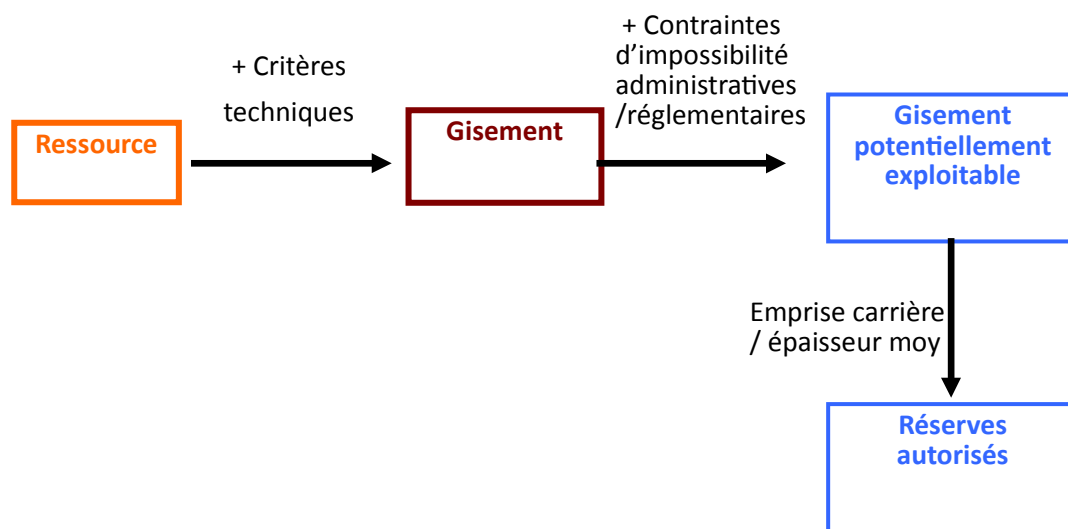 Ressource
+ Critères
techniques
Gisement
+ Contraintes
d’impossibilité
administratives
/réglementaires
Gisement
potentiellement
exploitable
Emprise carrière
/ épaisseur moy
Réserves
autorisés